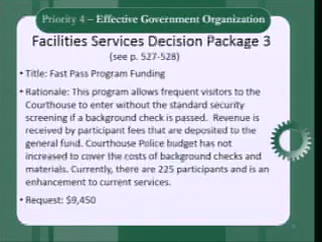 Priority 4 – Effective Government Organization
Facilities Services Decision Package 3
(see p. 527-528)
• Title: Fast Pass Program Funding
• Rationale: This program allows frequent visitors to the
Courthouse to enter without the standard security
screening if a background check is passed. Revenue is
received by participant fees that are deposited to the
general fund. Courthouse Police budget has not
increased to cover the costs of background checks and
materials. Currently, there are 225 participants and is an
enhancement to current services.
• Request: $9,450